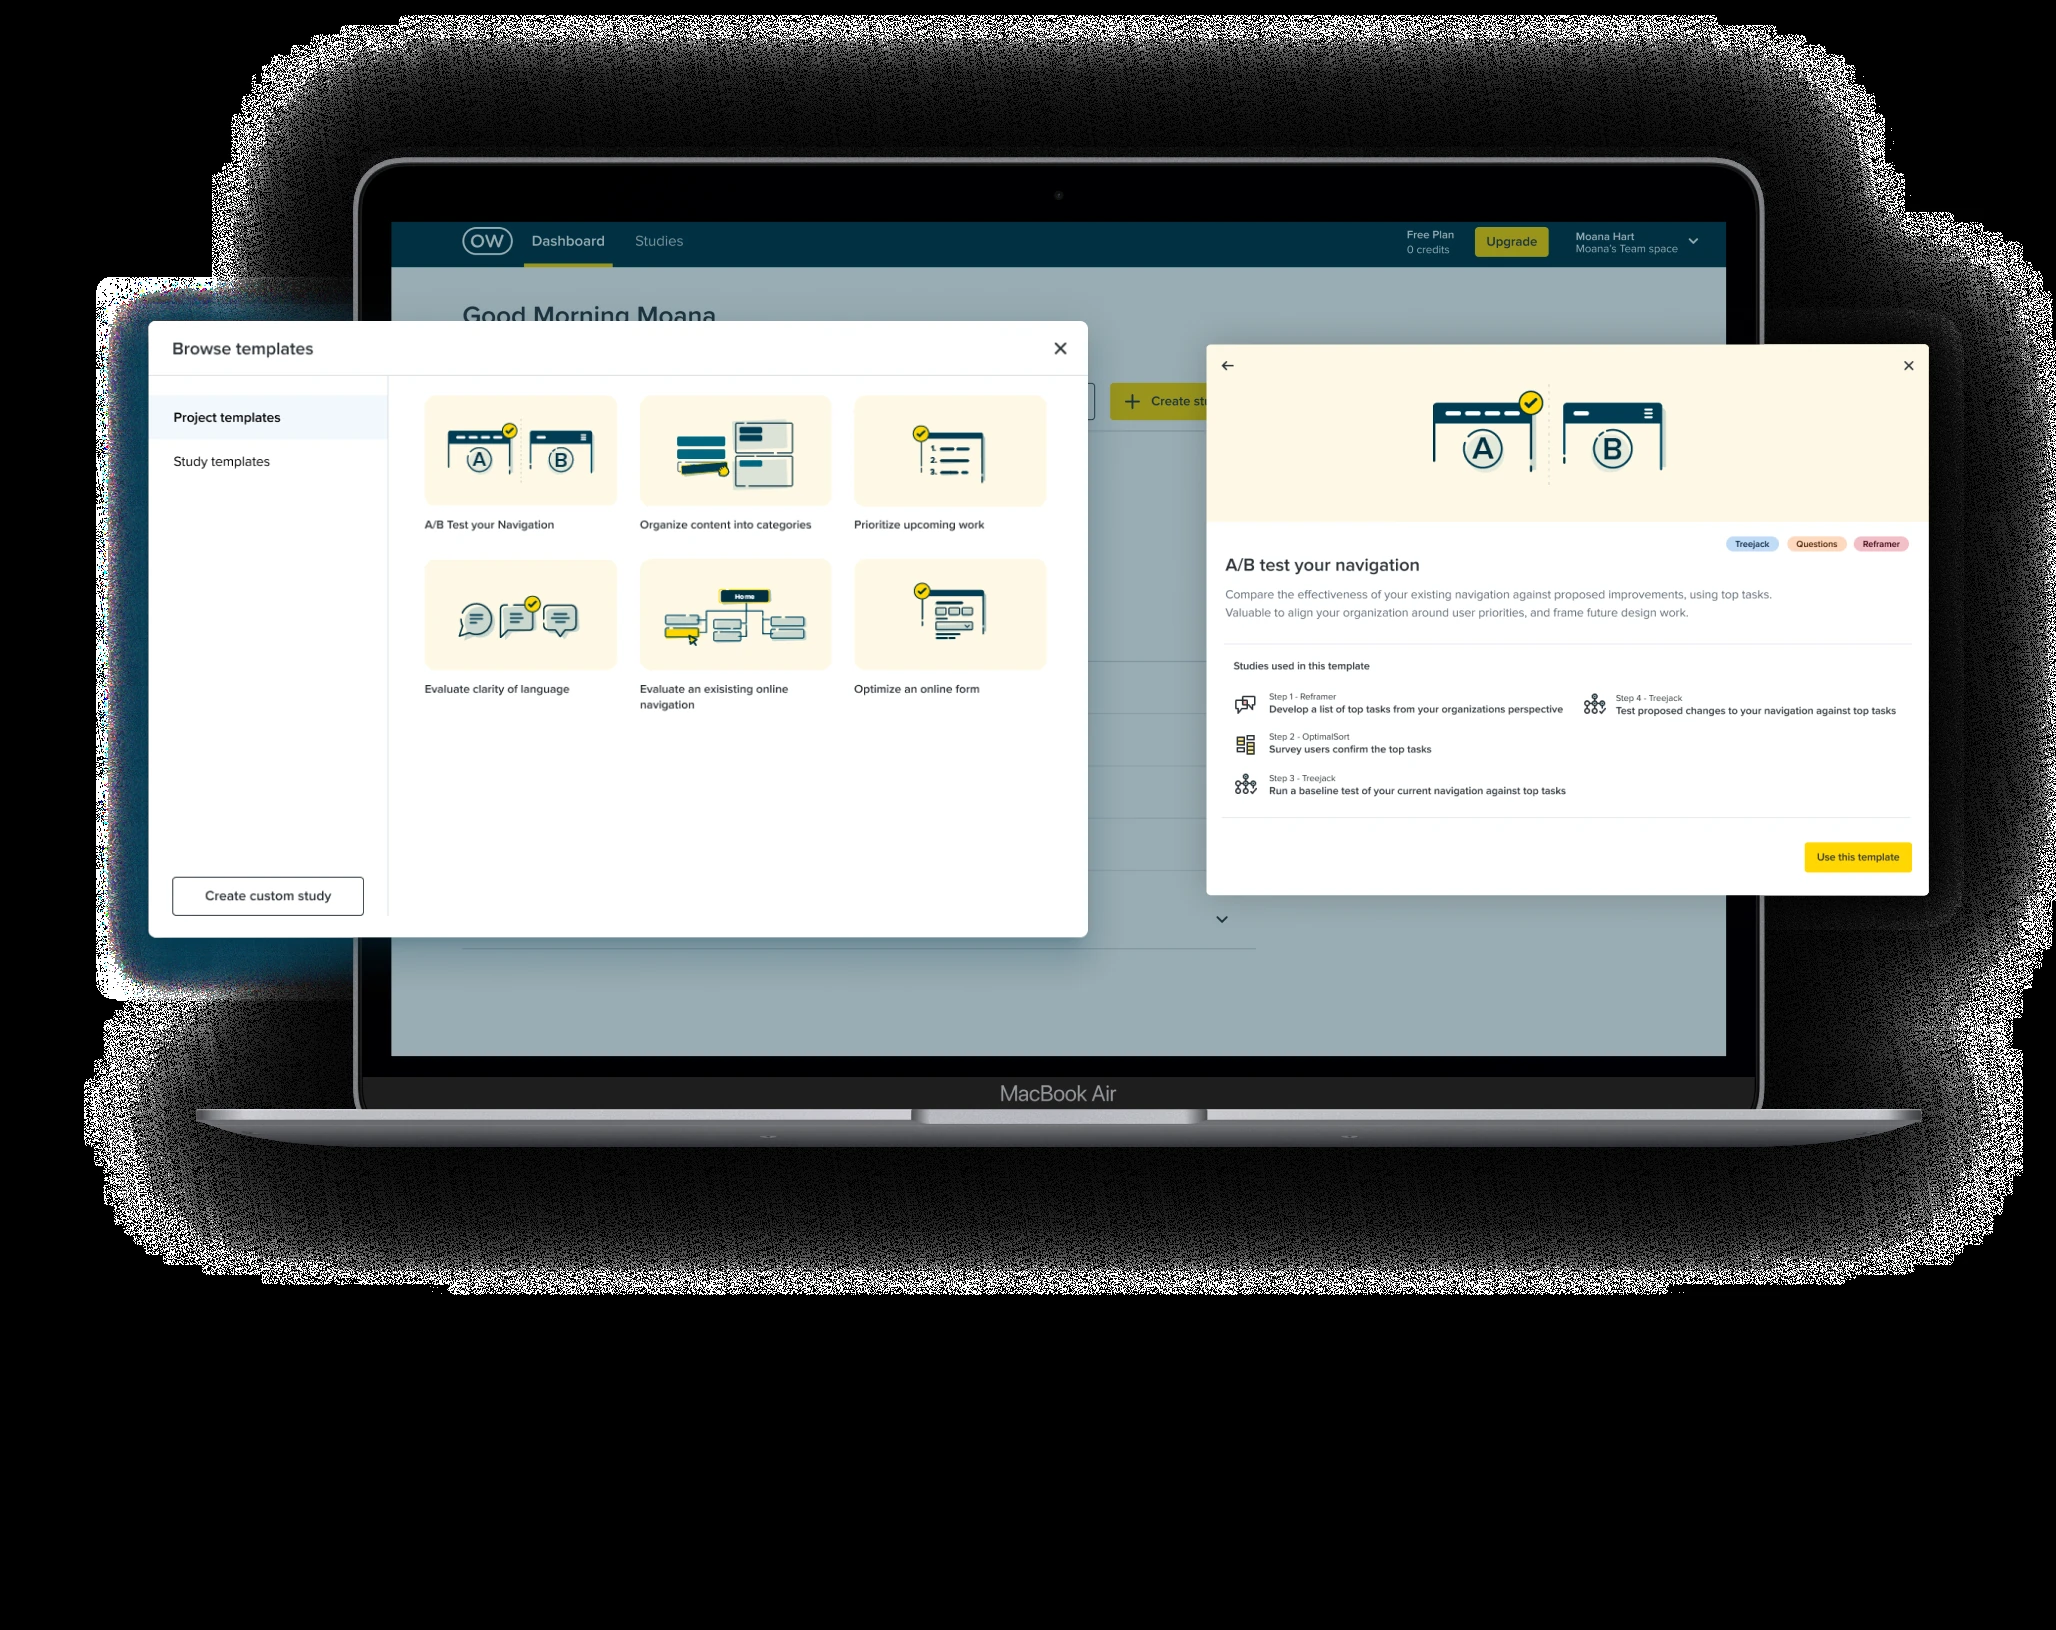 OW
Dashboard
Studies
Free Plan
0 credits
Upgrade
Moana Hart
Moana's Team space
Good Morning Moana
Browse templates
Project templates
Study templates
A
B
A/B Test your Navigation
Organize content into categories
1.
2.
3.
Prioritize upcoming work
Evaluate clarity of language
Home
Evaluate an exisisting online
navigation
Optimize an online form
Create custom study
Create
A
B
Treejack
Questions
Reframer
A/B test your navigation
Compare the effectiveness of your existing navigation against proposed improvements, using top tasks.
Valuable to align your organization around user priorities, and frame future design work.
Studies used in this template
Step 1 - Reframer
Develop a list of top tasks from your organizations perspective
Step 2 - OptimalSort
Survey users confirm the top tasks
Step 3 - Treejack
Run a baseline test of your current navigation against top tasks
Step 4 - Treejack
Test proposed changes to your navigation against top tasks
Use this template
MacBook Air